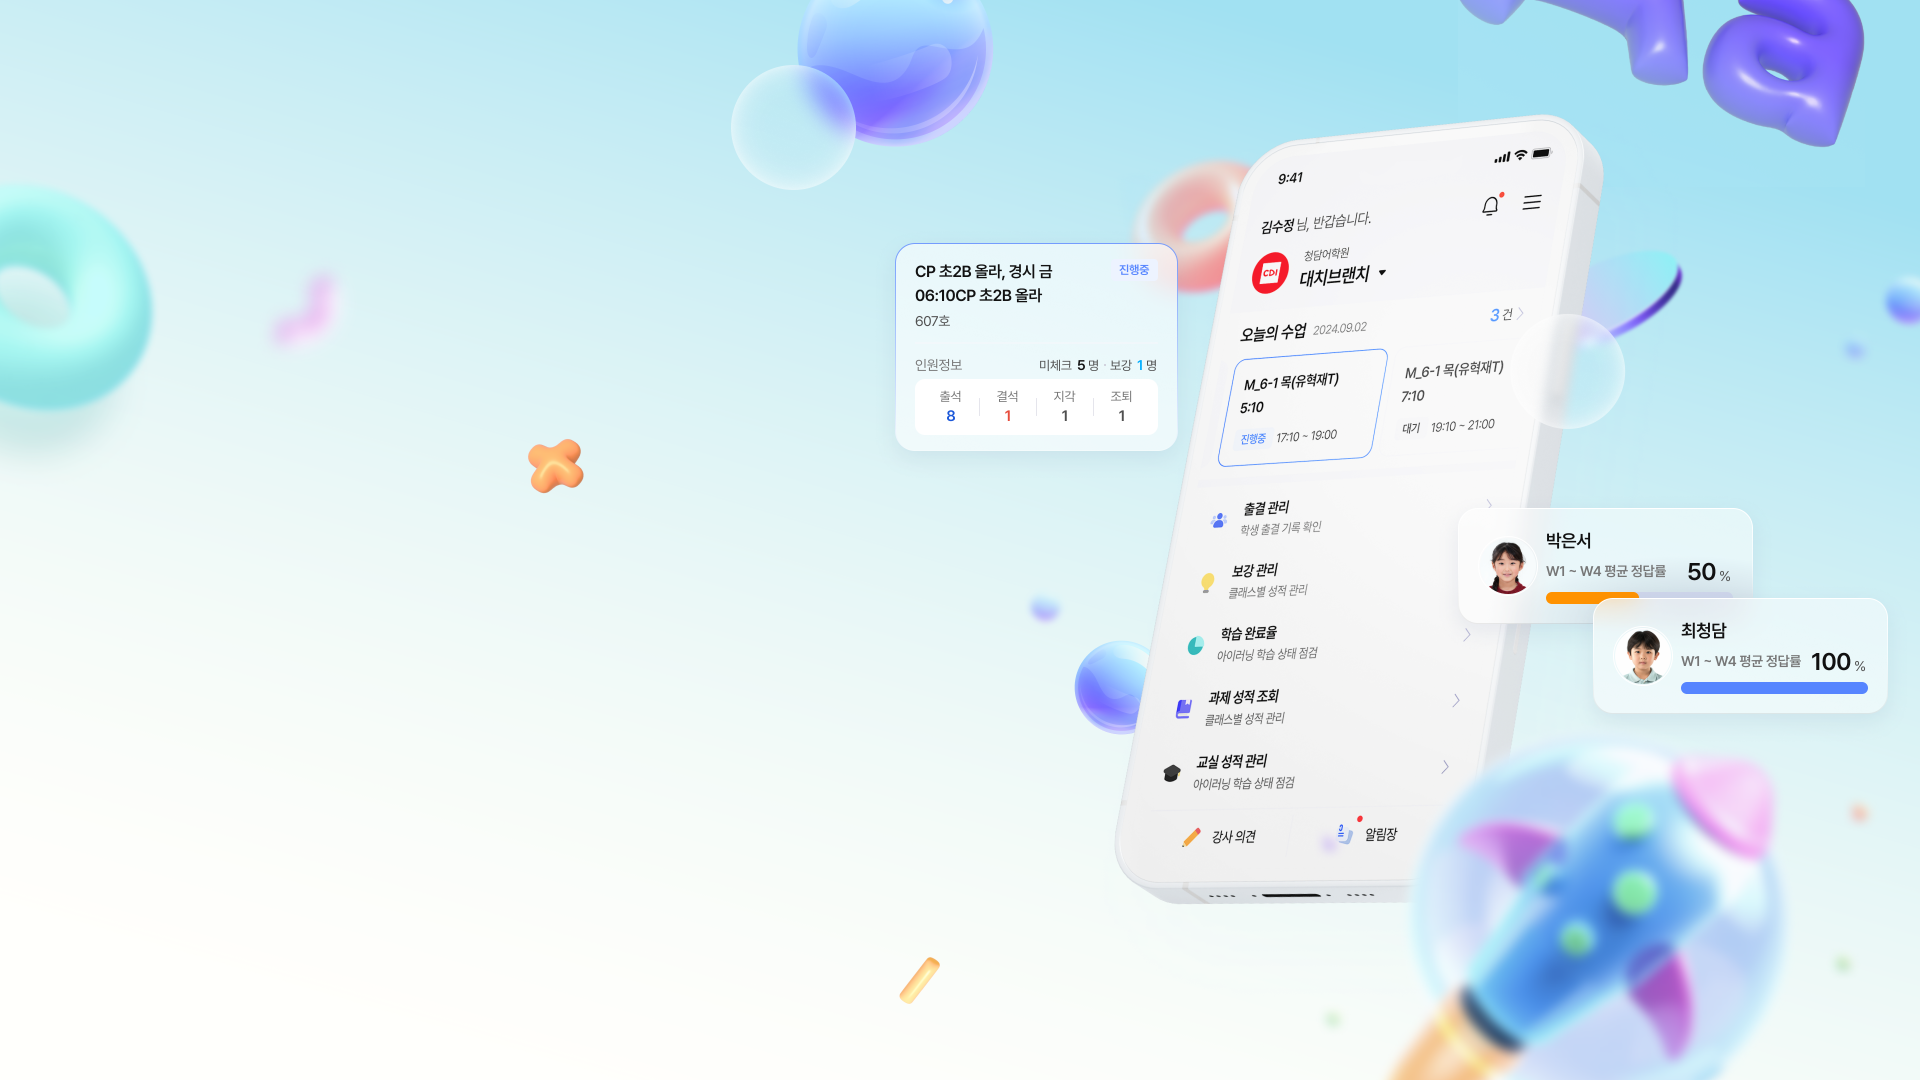 9:41
김수정 님, 반갑습니다.
CDI
청담어학원
대치브랜치
오늘의 수업 2024.09.02
3 건
M_6-1 목(유혁재T)
5:10
진행중 17:10 ~ 19:00
M_6-1 목(유혁재T)
7:10
대기 19:10 ~ 21:00
출결 관리
학생 출결 기록 확인
보강 관리
클래스별 성적 관리
학습 완료율
아이러닝 학습 상태 점검
과제 성적 조회
클래스별 성적 관리
교실 성적 관리
아이러닝 학습 상태 점검
강사 의견
알림장
CP 초2B 올라, 경시 금
06:10CP 초2B 올라
진행중
607호
인원정보
미체크 5 명 · 보강 1 명
출석 결석 지각 조퇴
8 1 1 1
박은서
W1 ~ W4 평균 정답률 50 %
최청담
W1 ~ W4 평균 정답률 100 %